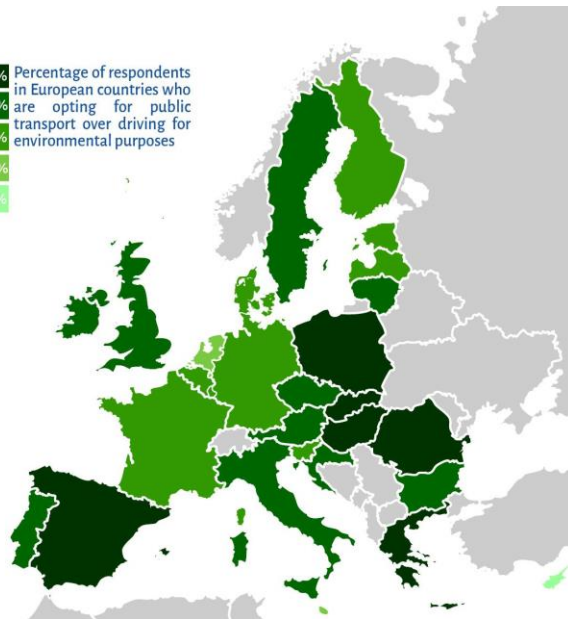 % Percentage of respondents
% in European countries who
are opting for public
% transport over driving for
environmental purposes
%
%